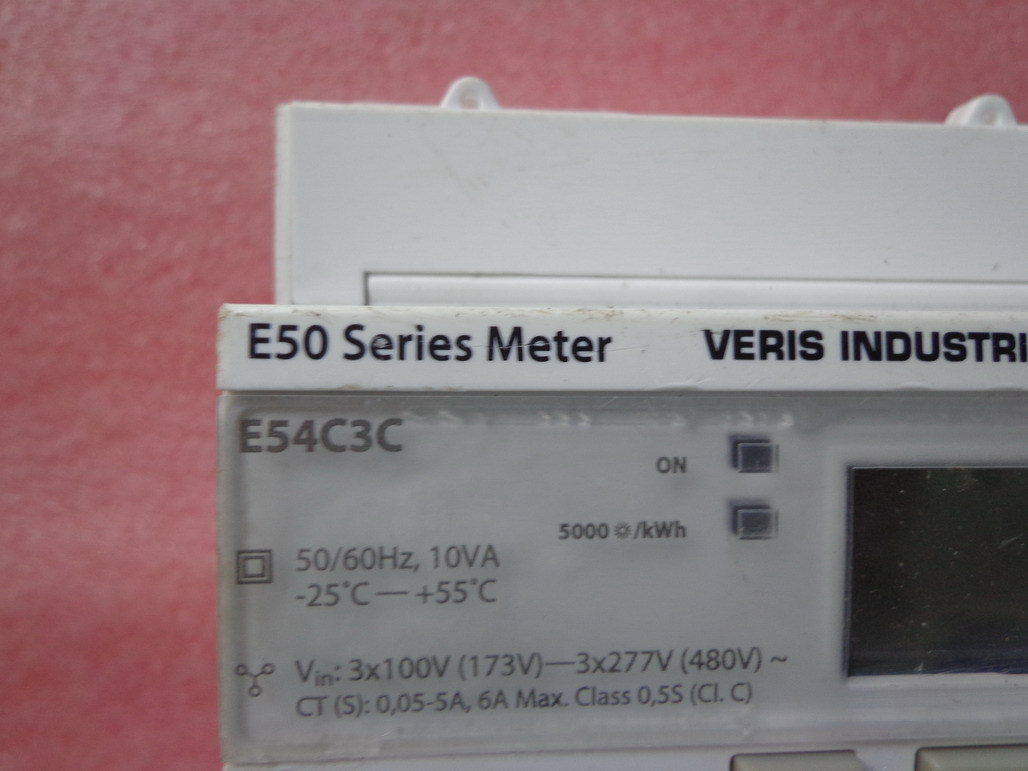 E50 Series Meter VERIS INDUSTRI
E54C3C
ON
5000 ☼/kWh
50/60Hz, 10VA
-25°C — +55°C
Vin: 3x100V (173V)—3x277V (480V) ~
CT (S): 0,05-5A, 6A Max. Class 0,5S (Cl. C)